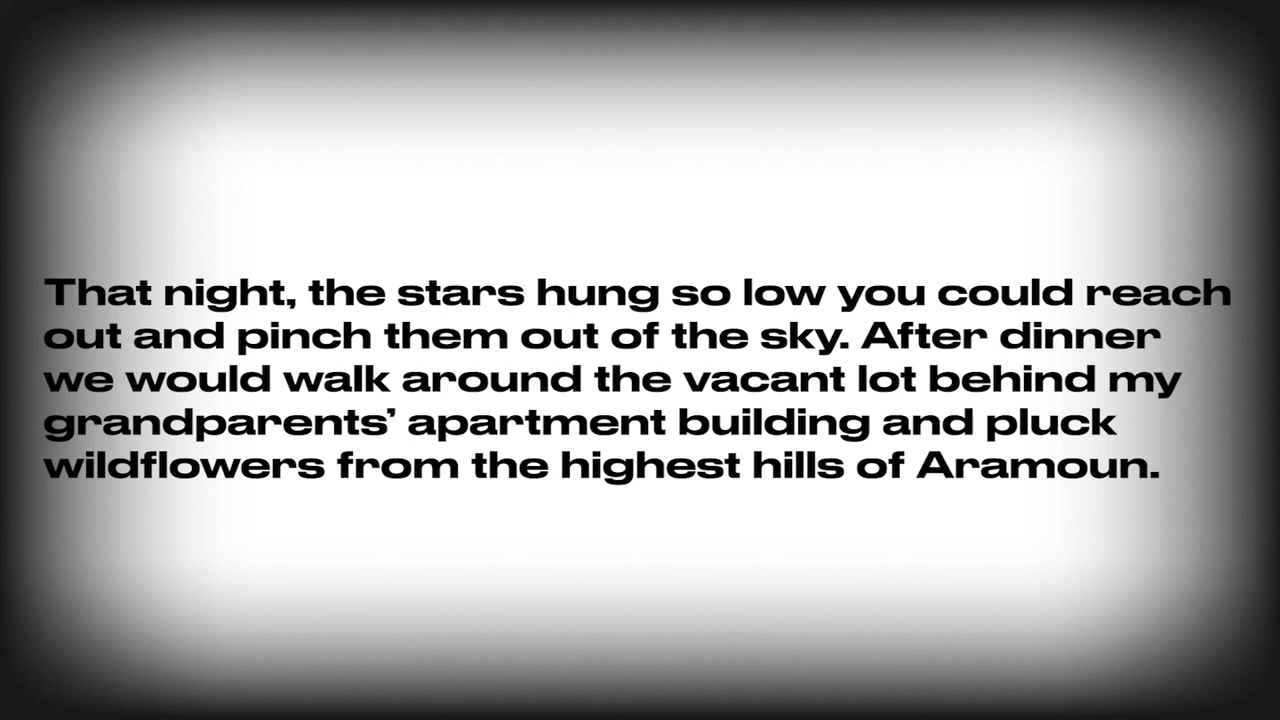 That night, the stars hung so low you could reach
out and pinch them out of the sky. After dinner
we would walk around the vacant lot behind my
grandparents’ apartment building and pluck
wildflowers from the highest hills of Aramoun.